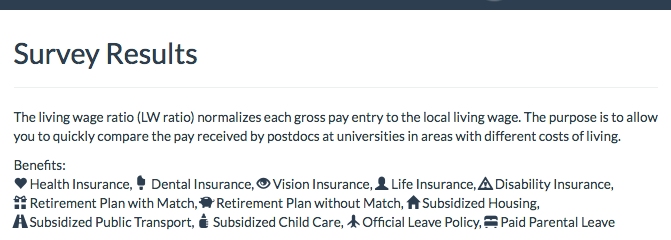 Survey Results
The living wage ratio (LW ratio) normalizes each gross pay entry to the local living wage. The purpose is to allow
you to quickly compare the pay received by postdocs at universities in areas with different costs of living.
Benefits:
Health Insurance, Dental Insurance, Vision Insurance, Life Insurance, Disability Insurance,
Retirement Plan with Match, Retirement Plan without Match, Subsidized Housing,
Subsidized Public Transport, Subsidized Child Care, Official Leave Policy, Paid Parental Leave